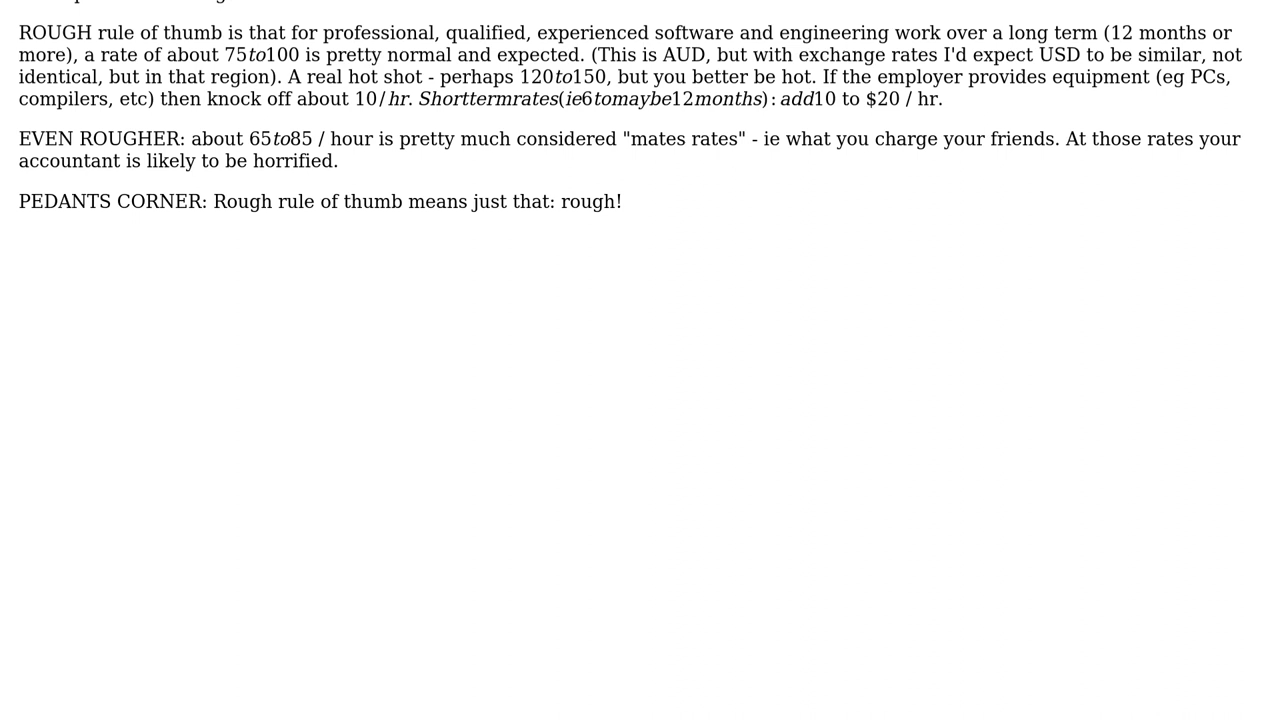 ROUGH rule of thumb is that for professional, qualified, experienced software and engineering work over a long term (12 months or
more), a rate of about 75to100 is pretty normal and expected. (This is AUD, but with exchange rates I'd expect USD to be similar, not
identical, but in that region). A real hot shot - perhaps 120to150, but you better be hot. If the employer provides equipment (eg PCs,
compilers, etc) then knock off about 10/hr. Shorttermrates(ie6tomaybe12months):add10 to $20 / hr.
EVEN ROUGHER: about 65to85 / hour is pretty much considered "mates rates" - ie what you charge your friends. At those rates your
accountant is likely to be horrified.
PEDANTS CORNER: Rough rule of thumb means just that: rough!